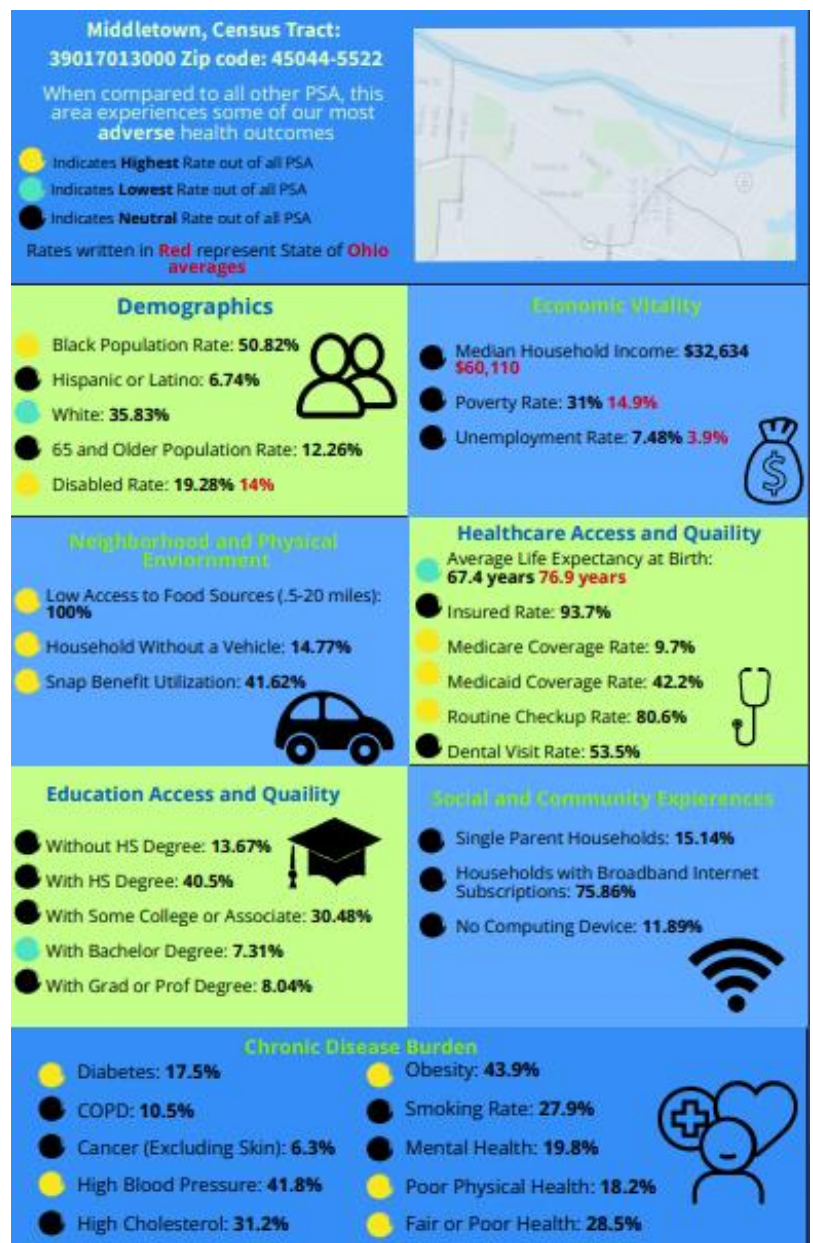 Middletown, Census Tract:
39017013000 Zip code: 45044-5522
When compared to all other PSA, this
area experiences some of our most
adverse health outcomes
Indicates Highest Rate out of all PSA
Indicates Lowest Rate out of all PSA
Indicates Neutral Rate out of all PSA
Rates written in Red represent State of Ohio
averages
Demographics
Black Population Rate: 50.82%
Hispanic or Latino: 6.74%
White: 35.83%
65 and Older Population Rate: 12.26%
Disabled Rate: 19.28% 14%
Economic Vitality
Median Household Income: $32,634
$60,110
Poverty Rate: 31% 14.9%
Unemployment Rate: 7.48% 3.9%
Neighborhood and Physical
Enviornment
Low Access to Food Sources (.5-20 miles):
100%
Household Without a Vehicle: 14.77%
Snap Benefit Utilization: 41.62%
Healthcare Access and Quaility
Average Life Expectancy at Birth:
67.4 years 76.9 years
Insured Rate: 93.7%
Medicare Coverage Rate: 9.7%
Medicaid Coverage Rate: 42.2%
Routine Checkup Rate: 80.6%
Dental Visit Rate: 53.5%
Education Access and Quaility
Without HS Degree: 13.67%
With HS Degree: 40.5%
With Some College or Associate: 30.48%
With Bachelor Degree: 7.31%
With Grad or Prof Degree: 8.04%
Social and Community Expierences
Single Parent Households: 15.14%
Households with Broadband Internet
Subscriptions: 75.86%
No Computing Device: 11.89%
Chronic Disease Burden
Diabetes: 17.5%
COPD: 10.5%
Cancer (Excluding Skin): 6.3%
High Blood Pressure: 41.8%
High Cholesterol: 31.2%
Obesity: 43.9%
Smoking Rate: 27.9%
Mental Health: 19.8%
Poor Physical Health: 18.2%
Fair or Poor Health: 28.5%